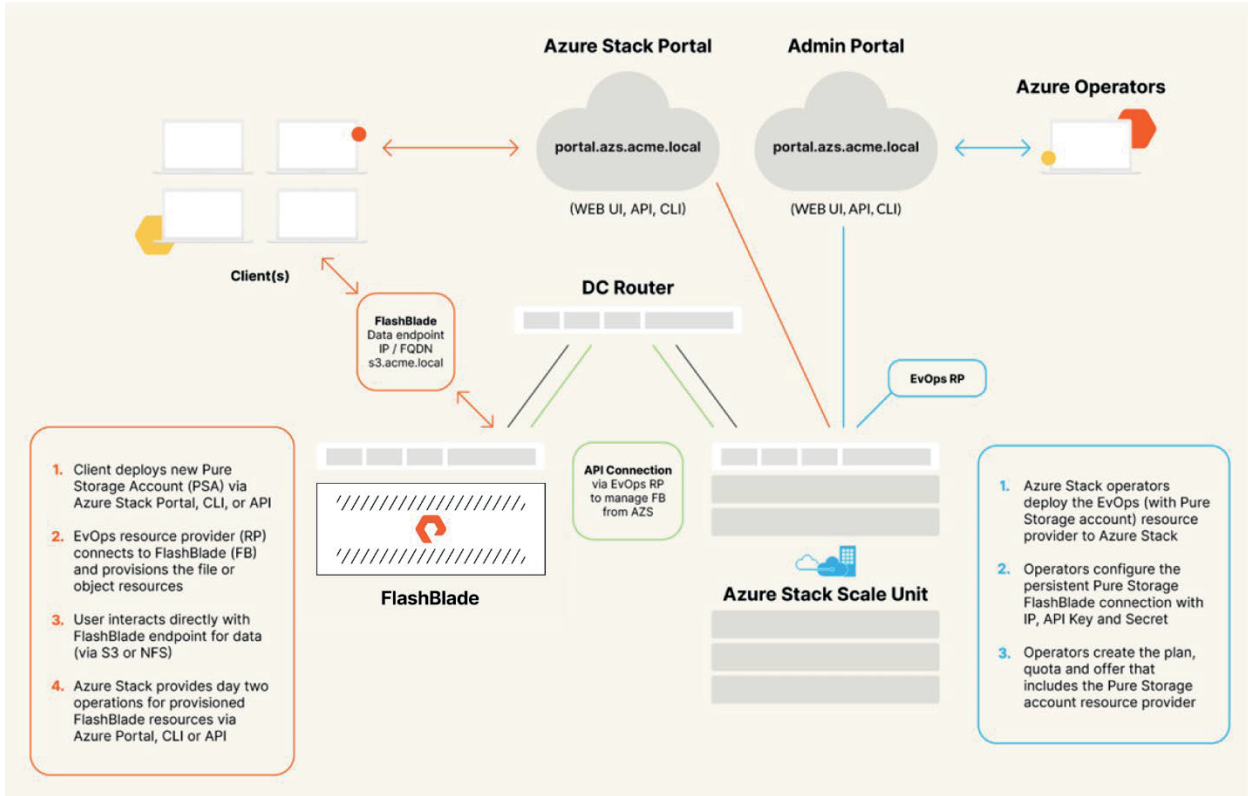 Azure Stack Portal
Admin Portal
Azure Operators
portal.azs.acme.local
portal.azs.acme.local
(WEB UI, API, CLI)
(WEB UI, API, CLI)
Client(s)
DC Router
FlashBlade
Data endpoint
IP / FQDN
s3.acme.local
EvOps RP
API Connection
via EvOps RP
to manage FB
from AZS
FlashBlade
Azure Stack Scale Unit
1. Client deploys new Pure
Storage Account (PSA) via
Azure Stack Portal, CLI, or API
2. EvOps resource provider (RP)
connects to FlashBlade (FB)
and provisions the file or
object resources
3. User interacts directly with
FlashBlade endpoint for data
(via S3 or NFS)
4. Azure Stack provides day two
operations for provisioned
FlashBlade resources via
Azure Portal, CLI or API
1. Azure Stack operators
deploy the EvOps (with Pure
Storage account) resource
provider to Azure Stack
2. Operators configure the
persistent Pure Storage
FlashBlade connection with
IP, API Key and Secret
3. Operators create the plan,
quota and offer that
includes the Pure Storage
account resource provider